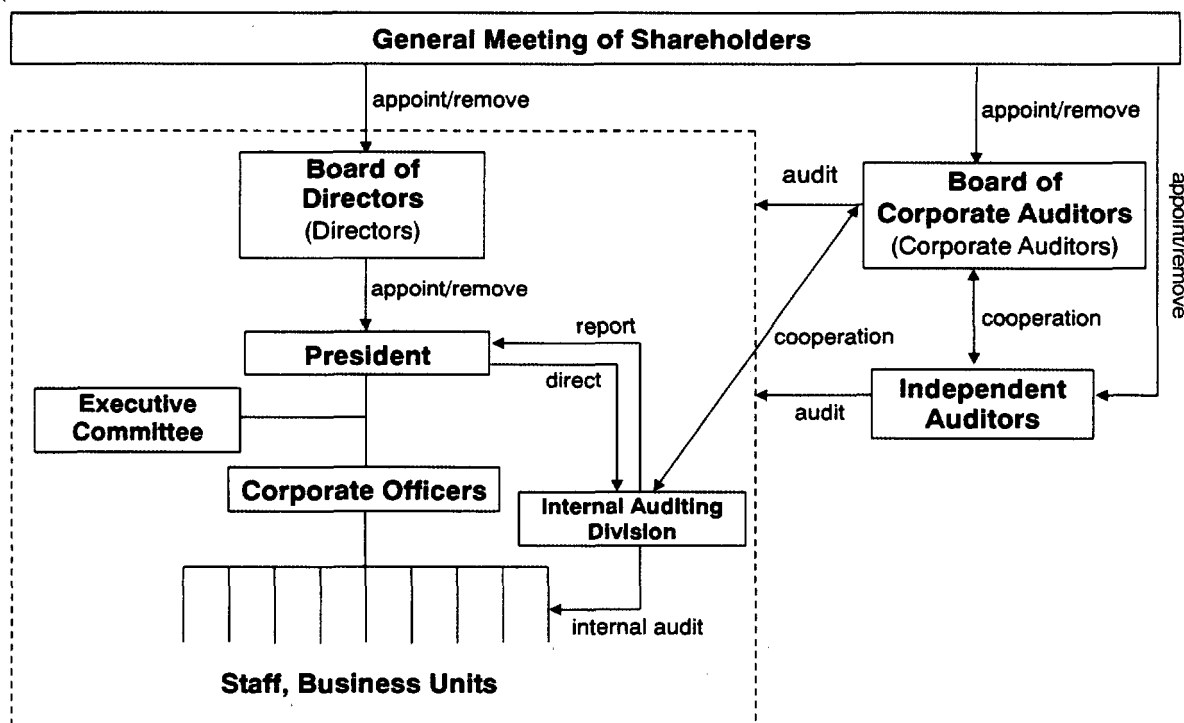 General Meeting of Shareholders
appoint/remove
appoint/remove
appoint/remove
Board of
Directors
(Directors)
audit
Board of
Corporate Auditors
(Corporate Auditors)
appoint/remove
report
cooperation
cooperation
President
direct
Executive
Committee
audit
Independent
Auditors
Corporate Officers
Internal Auditing
Division
internal audit
Staff, Business Units